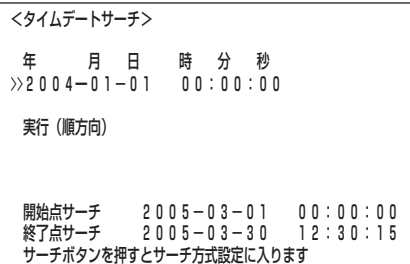 ＜タイムデートサーチ＞
年　　月　日　　時　分　秒
≫２００４－０１－０１　００：００：００
実行（順方向）
開始点サーチ　２００５－０３－０１　００：００：００
終了点サーチ　２００５－０３－３０　１２：３０：１５
サーチボタンを押すとサーチ方式設定に入ります